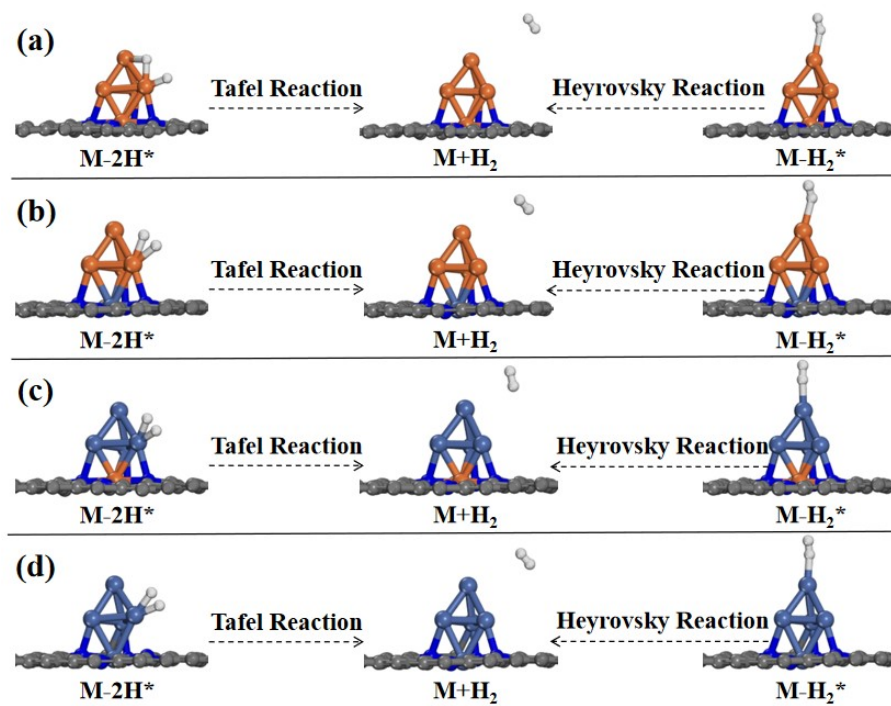 (a)
Tafel Reaction
Heyrovsky Reaction
M-2H*
M+H₂
M-H₂*
(b)
Tafel Reaction
Heyrovsky Reaction
M-2H*
M+H₂
M-H₂*
(c)
Tafel Reaction
Heyrovsky Reaction
M-2H*
M+H₂
M-H₂*
(d)
Tafel Reaction
Heyrovsky Reaction
M-2H*
M+H₂
M-H₂*